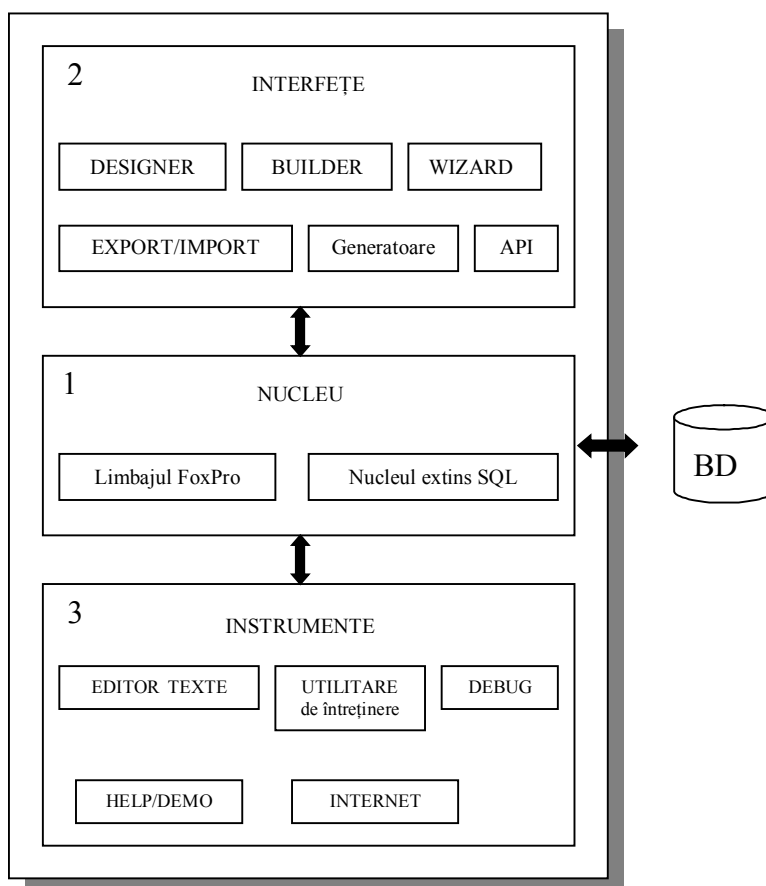 2
INTERFEȚE
DESIGNER
BUILDER
WIZARD
EXPORT/IMPORT
Generatoare
API
1
NUCLEU
Limbajul FoxPro
Nucleul extins SQL
BD
3
INSTRUMENTE
EDITOR TEXTE
UTILITARE
de întreținere
DEBUG
HELP/DEMO
INTERNET